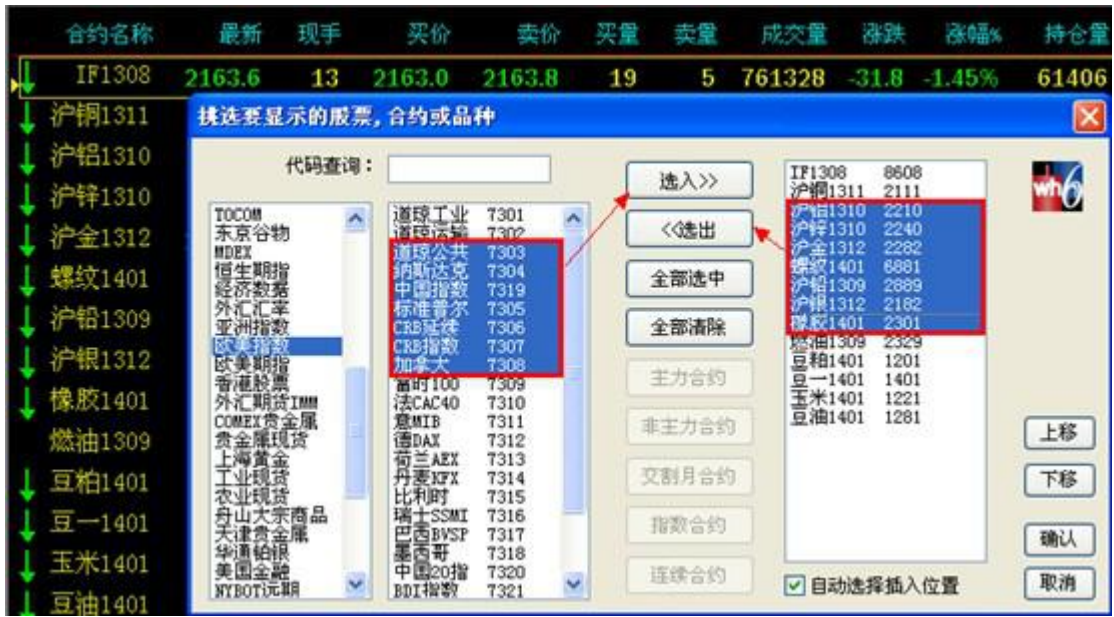 合约名称 最新 现手 买价 卖价 买量 卖量 成交量 涨跌 涨幅% 持仓量
IF1308 2163.6 13 2163.0 2163.8 19 5 761328 -31.8 -1.45% 61406
沪铜1311
沪铝1310
沪锌1310
沪金1312
螺纹1401
沪铅1309
沪银1312
橡胶1401
燃油1309
豆粕1401
豆一1401
玉米1401
豆油1401
挑选要显示的股票,合约或品种
代码查询：
TOCOM
东京谷物
MDEX
恒生期指
经济数据
外汇汇率
亚洲指数
欧美指数
欧美期指
香港股票
外汇期货IMM
COMEX贵金属
贵金属现货
上海黄金
工业现货
农业现货
舟山大宗商品
天津贵金属
华通铂银
美国金融
NYBOT远期
道琼工业 7301
道琼运输 7302
道琼公共 7303
纳斯达克 7304
中国指数 7319
标准普尔 7305
CRB延续 7306
CRB指数 7307
加拿大 7308
富时100 7309
法CAC40 7310
意MIB 7311
德DAX 7312
荷兰AEX 7313
丹麦KFX 7314
比利时 7315
瑞士SSMI 7316
巴西BVSP 7317
墨西哥 7318
中国20指 7320
BDI指数 7321
选入>>
<<选出
全部选中
全部清除
主力合约
非主力合约
交割月合约
指数合约
连续合约
IF1308 8608
沪铜1311 2111
沪铝1310 2210
沪锌1310 2240
沪金1312 2282
螺纹1401 6881
沪铅1309 2889
沪银1312 2182
橡胶1401 2301
燃油1309 2329
豆粕1401 1201
豆一1401 1401
玉米1401 1221
豆油1401 1281
自动选择插入位置
wh6
上移
下移
确认
取消